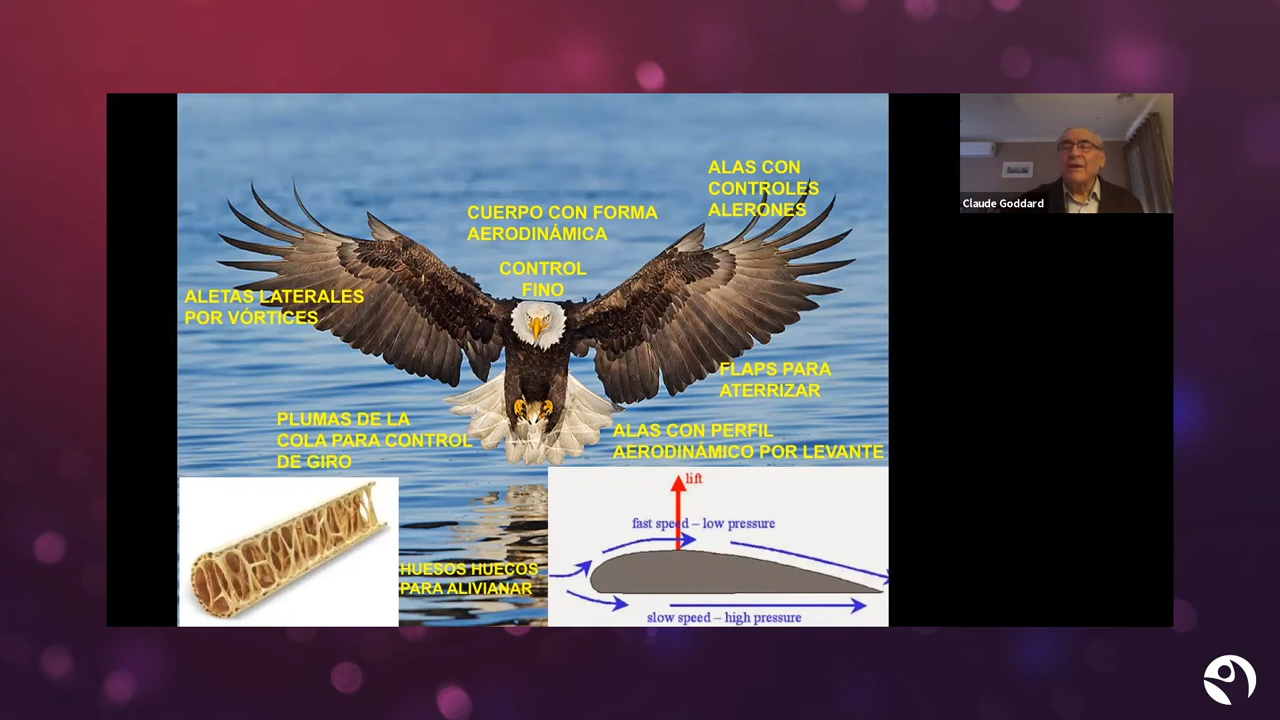 ALAS CON
CONTROLES
ALERONES
CUERPO CON FORMA
AERODINÁMICA
CONTROL
FINO
ALETAS LATERALES
POR VÓRTICES
FLAPS PARA
ATERRIZAR
PLUMAS DE LA
COLA PARA CONTROL
DE GIRO
ALAS CON PERFIL
AERODINÁMICO POR LEVANTE
HUESOS HUECOS
PARA ALIVIANAR
lift
fast speed – low pressure
slow speed – high pressure
Claude Goddard